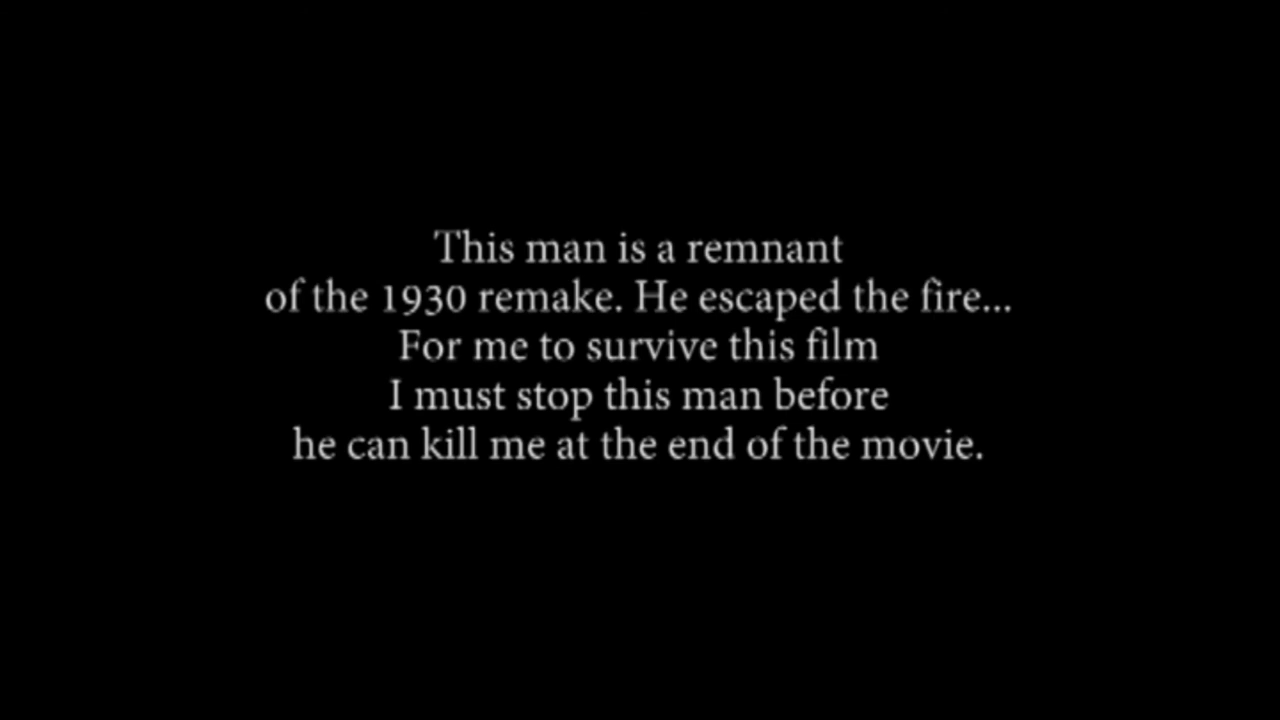 This man is a remnant
of the 1930 remake. He escaped the fire...
For me to survive this film
I must stop this man before
he can kill me at the end of the movie.